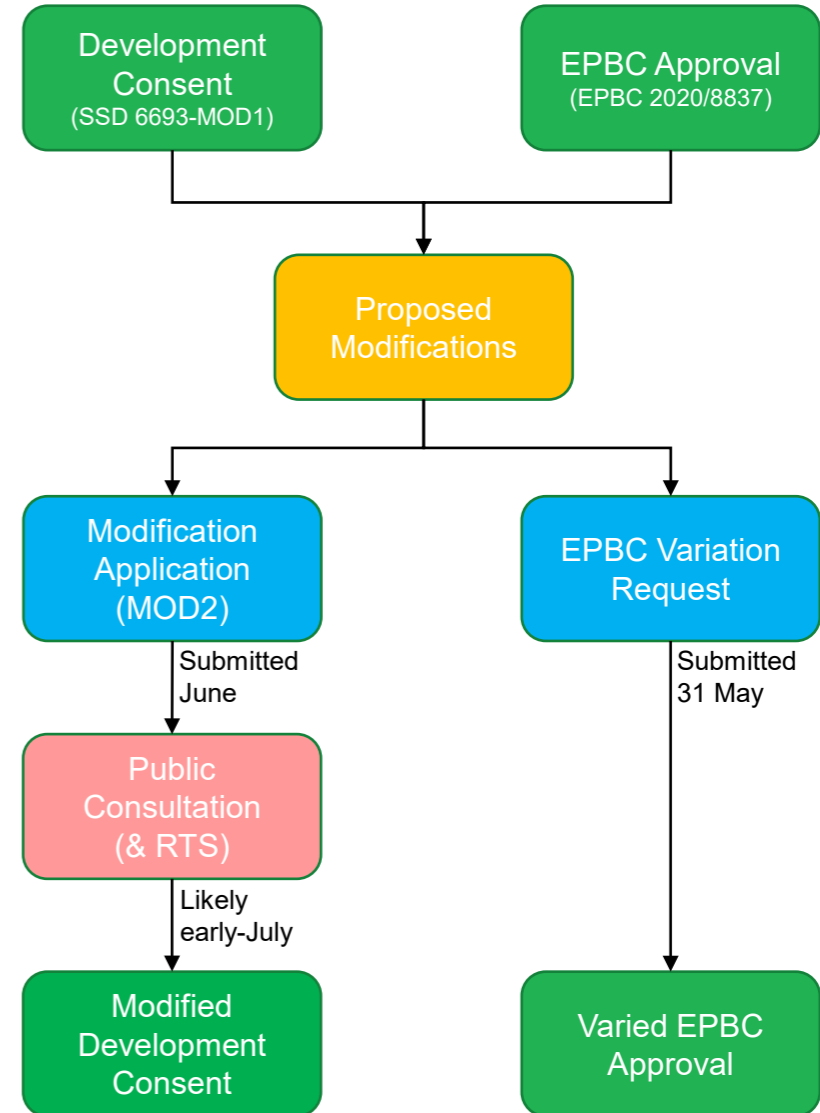 Development
Consent
(SSD 6693-MOD1)
EPBC Approval
(EPBC 2020/8837)
Proposed
Modifications
Modification
Application
(MOD2)
EPBC Variation
Request
Submitted
June
Submitted
31 May
Public
Consultation
(& RTS)
Likely
early-July
Modified
Development
Consent
Varied EPBC
Approval